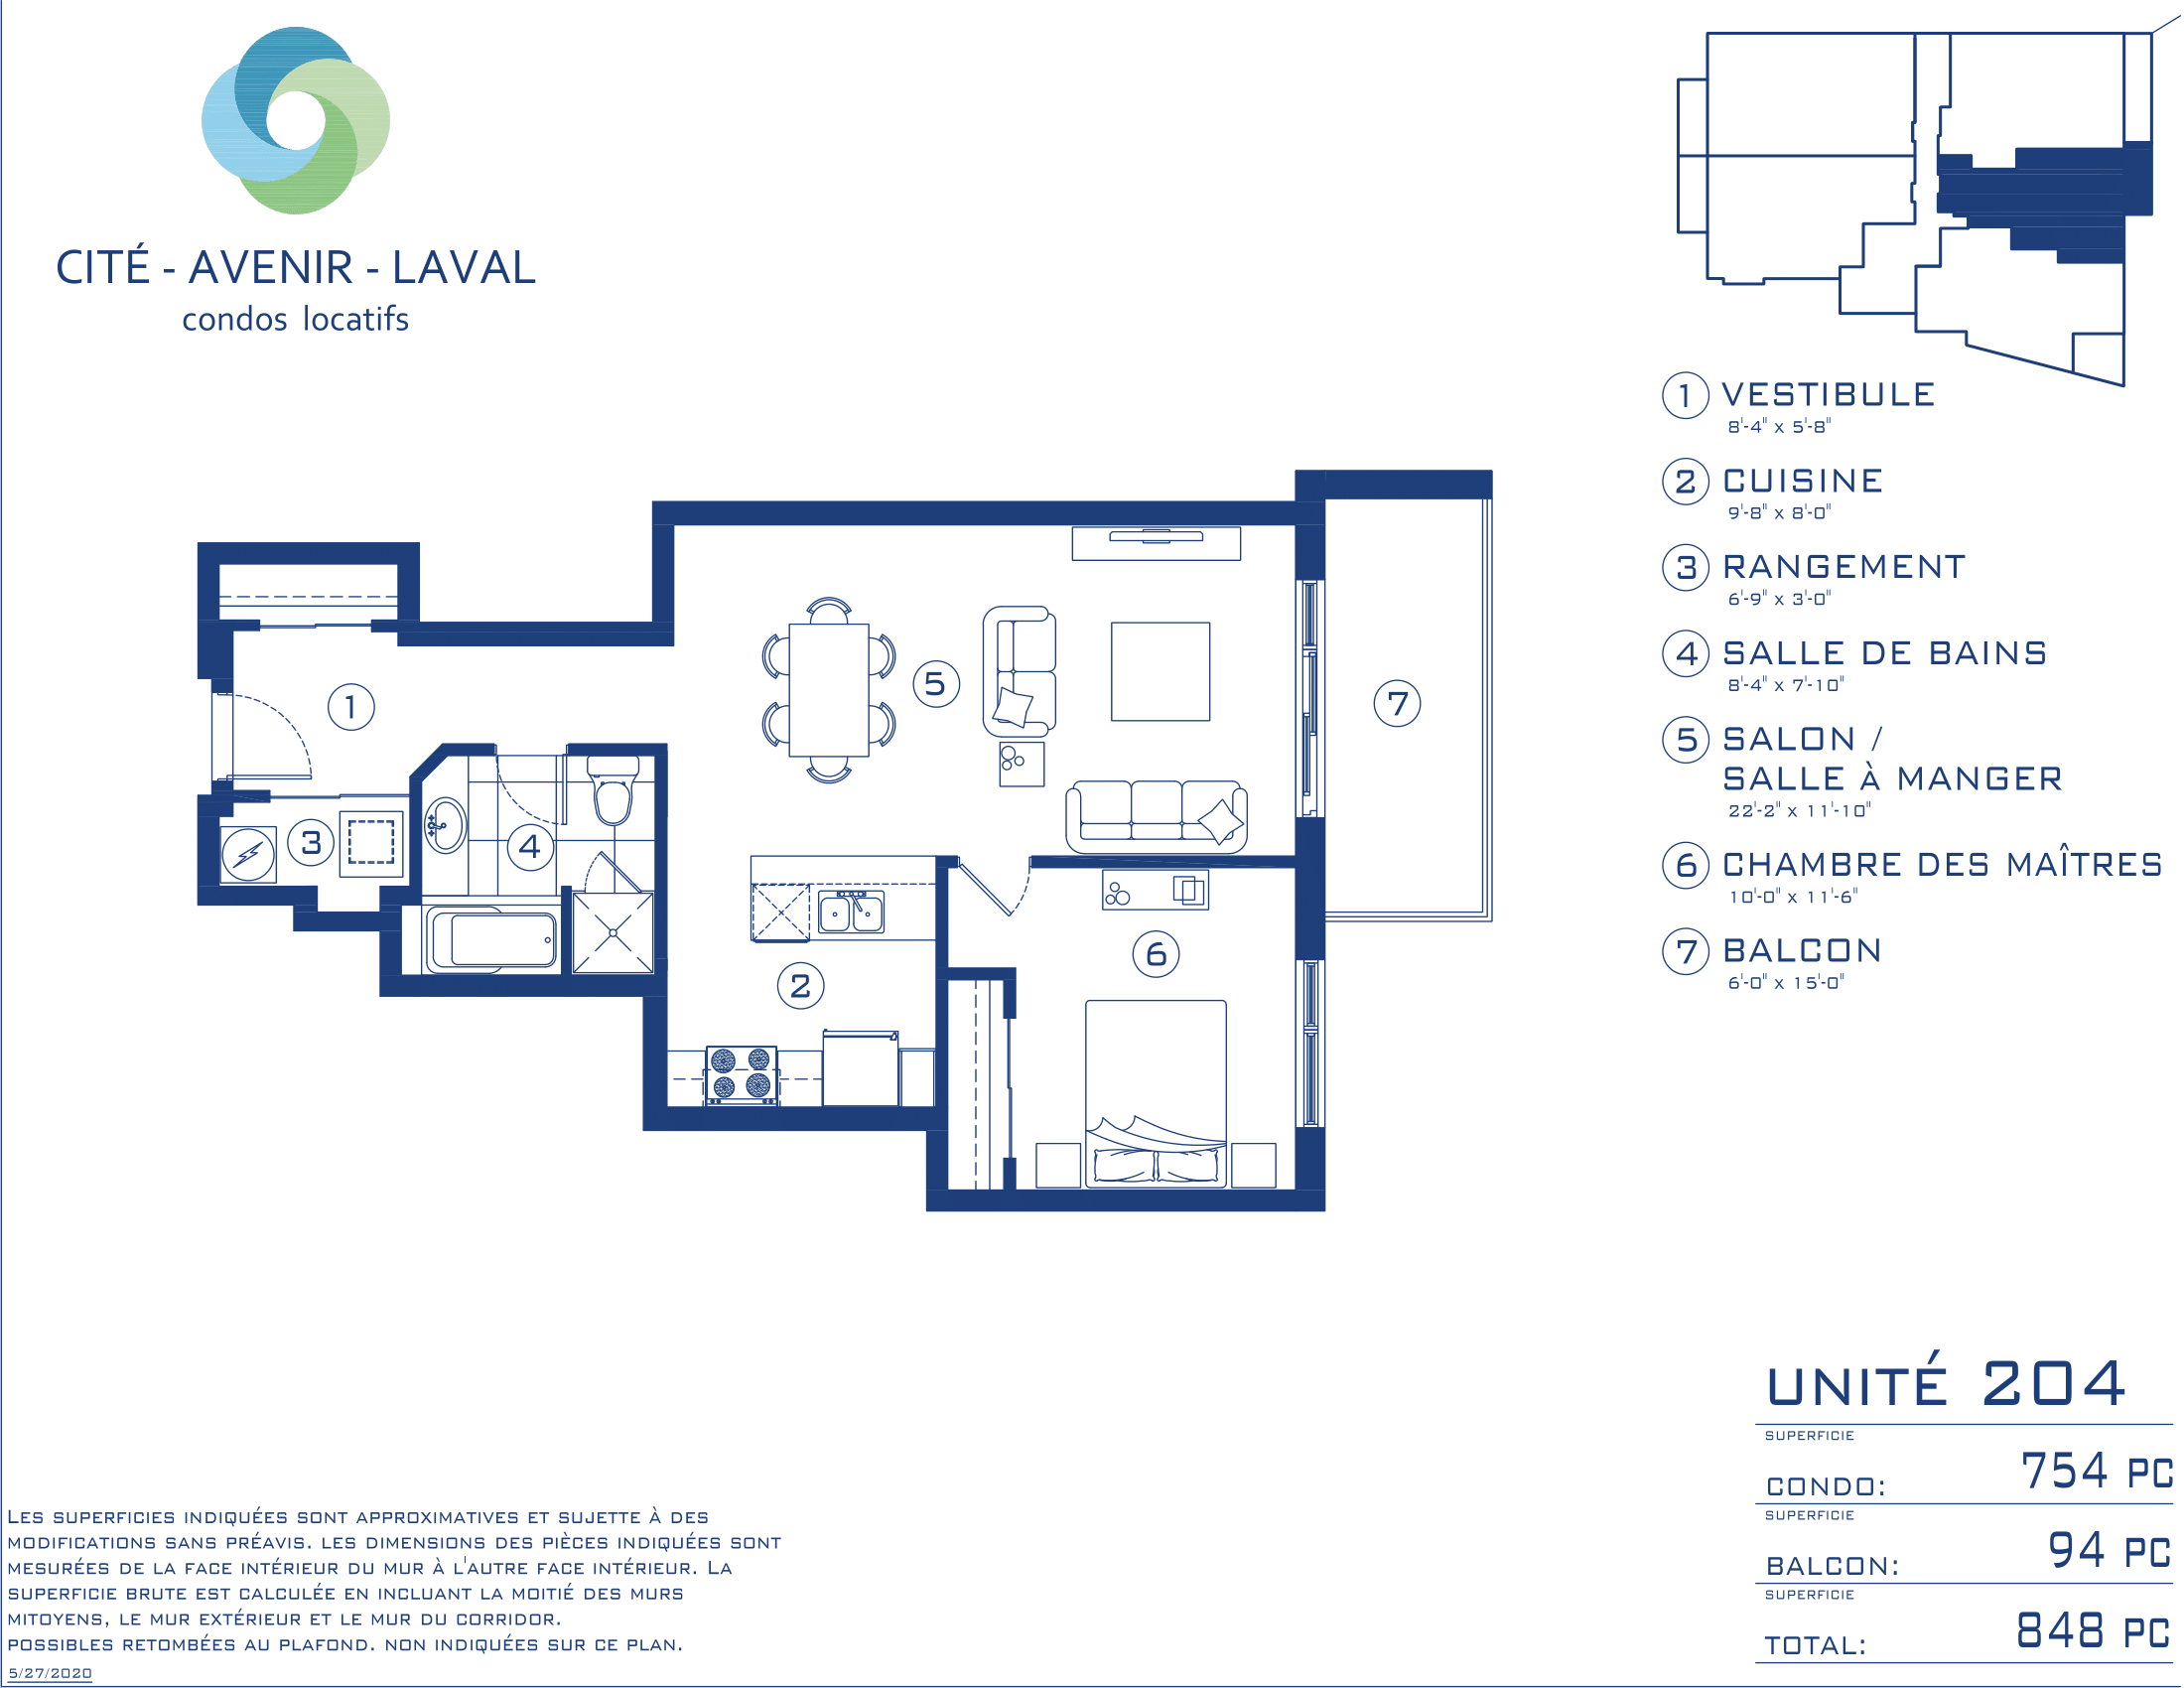 CITÉ - AVENIR - LAVAL
condos locatifs
1 VESTIBULE
8'-4" x 5'-8"
2 CUISINE
9'-8" x 8'-0"
3 RANGEMENT
6'-9" x 3'-0"
4 SALLE DE BAINS
8'-4" x 7'-10"
5 SALON /
SALLE À MANGER
22'-2" x 11'-10"
6 CHAMBRE DES MAÎTRES
10'-0" x 11'-6"
7 BALCON
6'-0" x 15'-0"
1
5
7
3
4
6
2
UNITÉ 204
SUPERFICIE
CONDO: 754 PC
SUPERFICIE
BALCON: 94 PC
SUPERFICIE
TOTAL: 848 PC
LES SUPERFICIES INDIQUÉES SONT APPROXIMATIVES ET SUJETTE À DES
MODIFICATIONS SANS PRÉAVIS. LES DIMENSIONS DES PIÈCES INDIQUÉES SONT
MESURÉES DE LA FACE INTÉRIEUR DU MUR À L'AUTRE FACE INTÉRIEUR. LA
SUPERFICIE BRUTE EST CALCULÉE EN INCLUANT LA MOITIÉ DES MURS
MITOYENS, LE MUR EXTÉRIEUR ET LE MUR DU CORRIDOR.
POSSIBLES RETOMBÉES AU PLAFOND. NON INDIQUÉES SUR CE PLAN.
5/27/2020